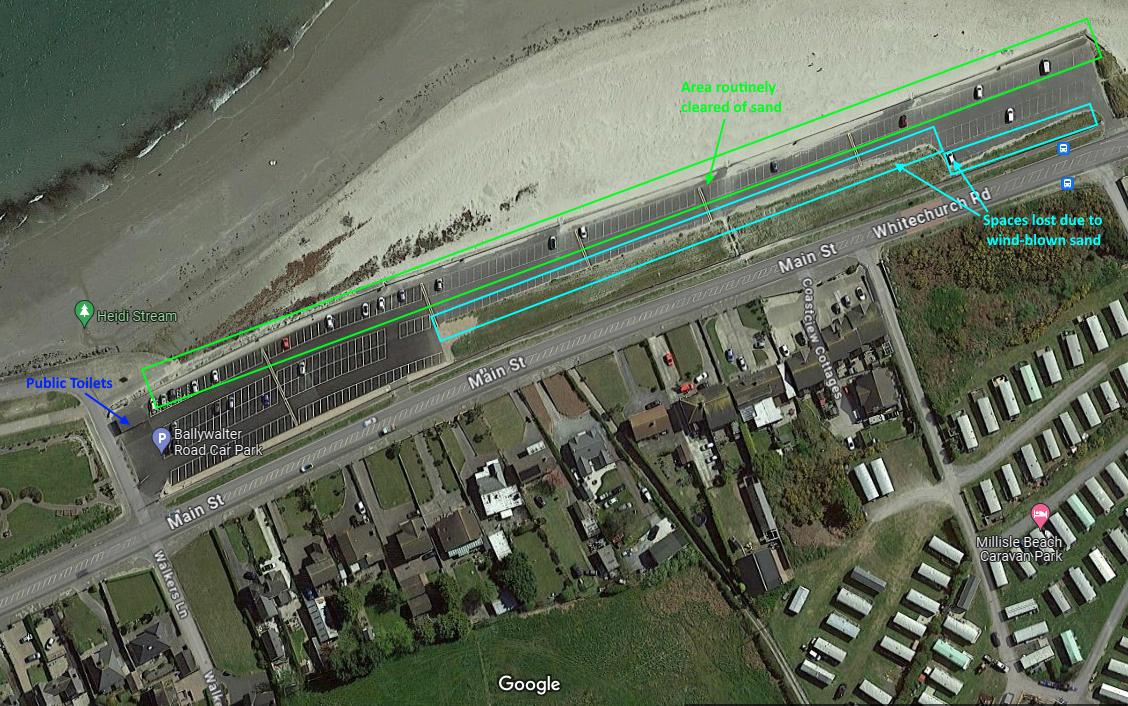 Area routinely
cleared of sand
Whitechurch Rd
Spaces lost due to
wind-blown sand
Main St
Coastview Cottages
Heidi Stream
Main St
Public Toilets
Ballywalter
Road Car Park
Main St
Millisle Beach
Caravan Park
Walkers Ln
Walke
Google